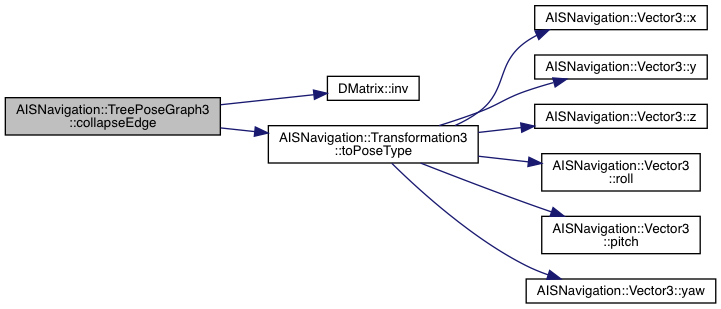 AISNavigation::TreePoseGraph3
::collapseEdge
DMatrix::inv
AISNavigation::Transformation3
::toPoseType
AISNavigation::Vector3::x
AISNavigation::Vector3::y
AISNavigation::Vector3::z
AISNavigation::Vector3
::roll
AISNavigation::Vector3
::pitch
AISNavigation::Vector3::yaw